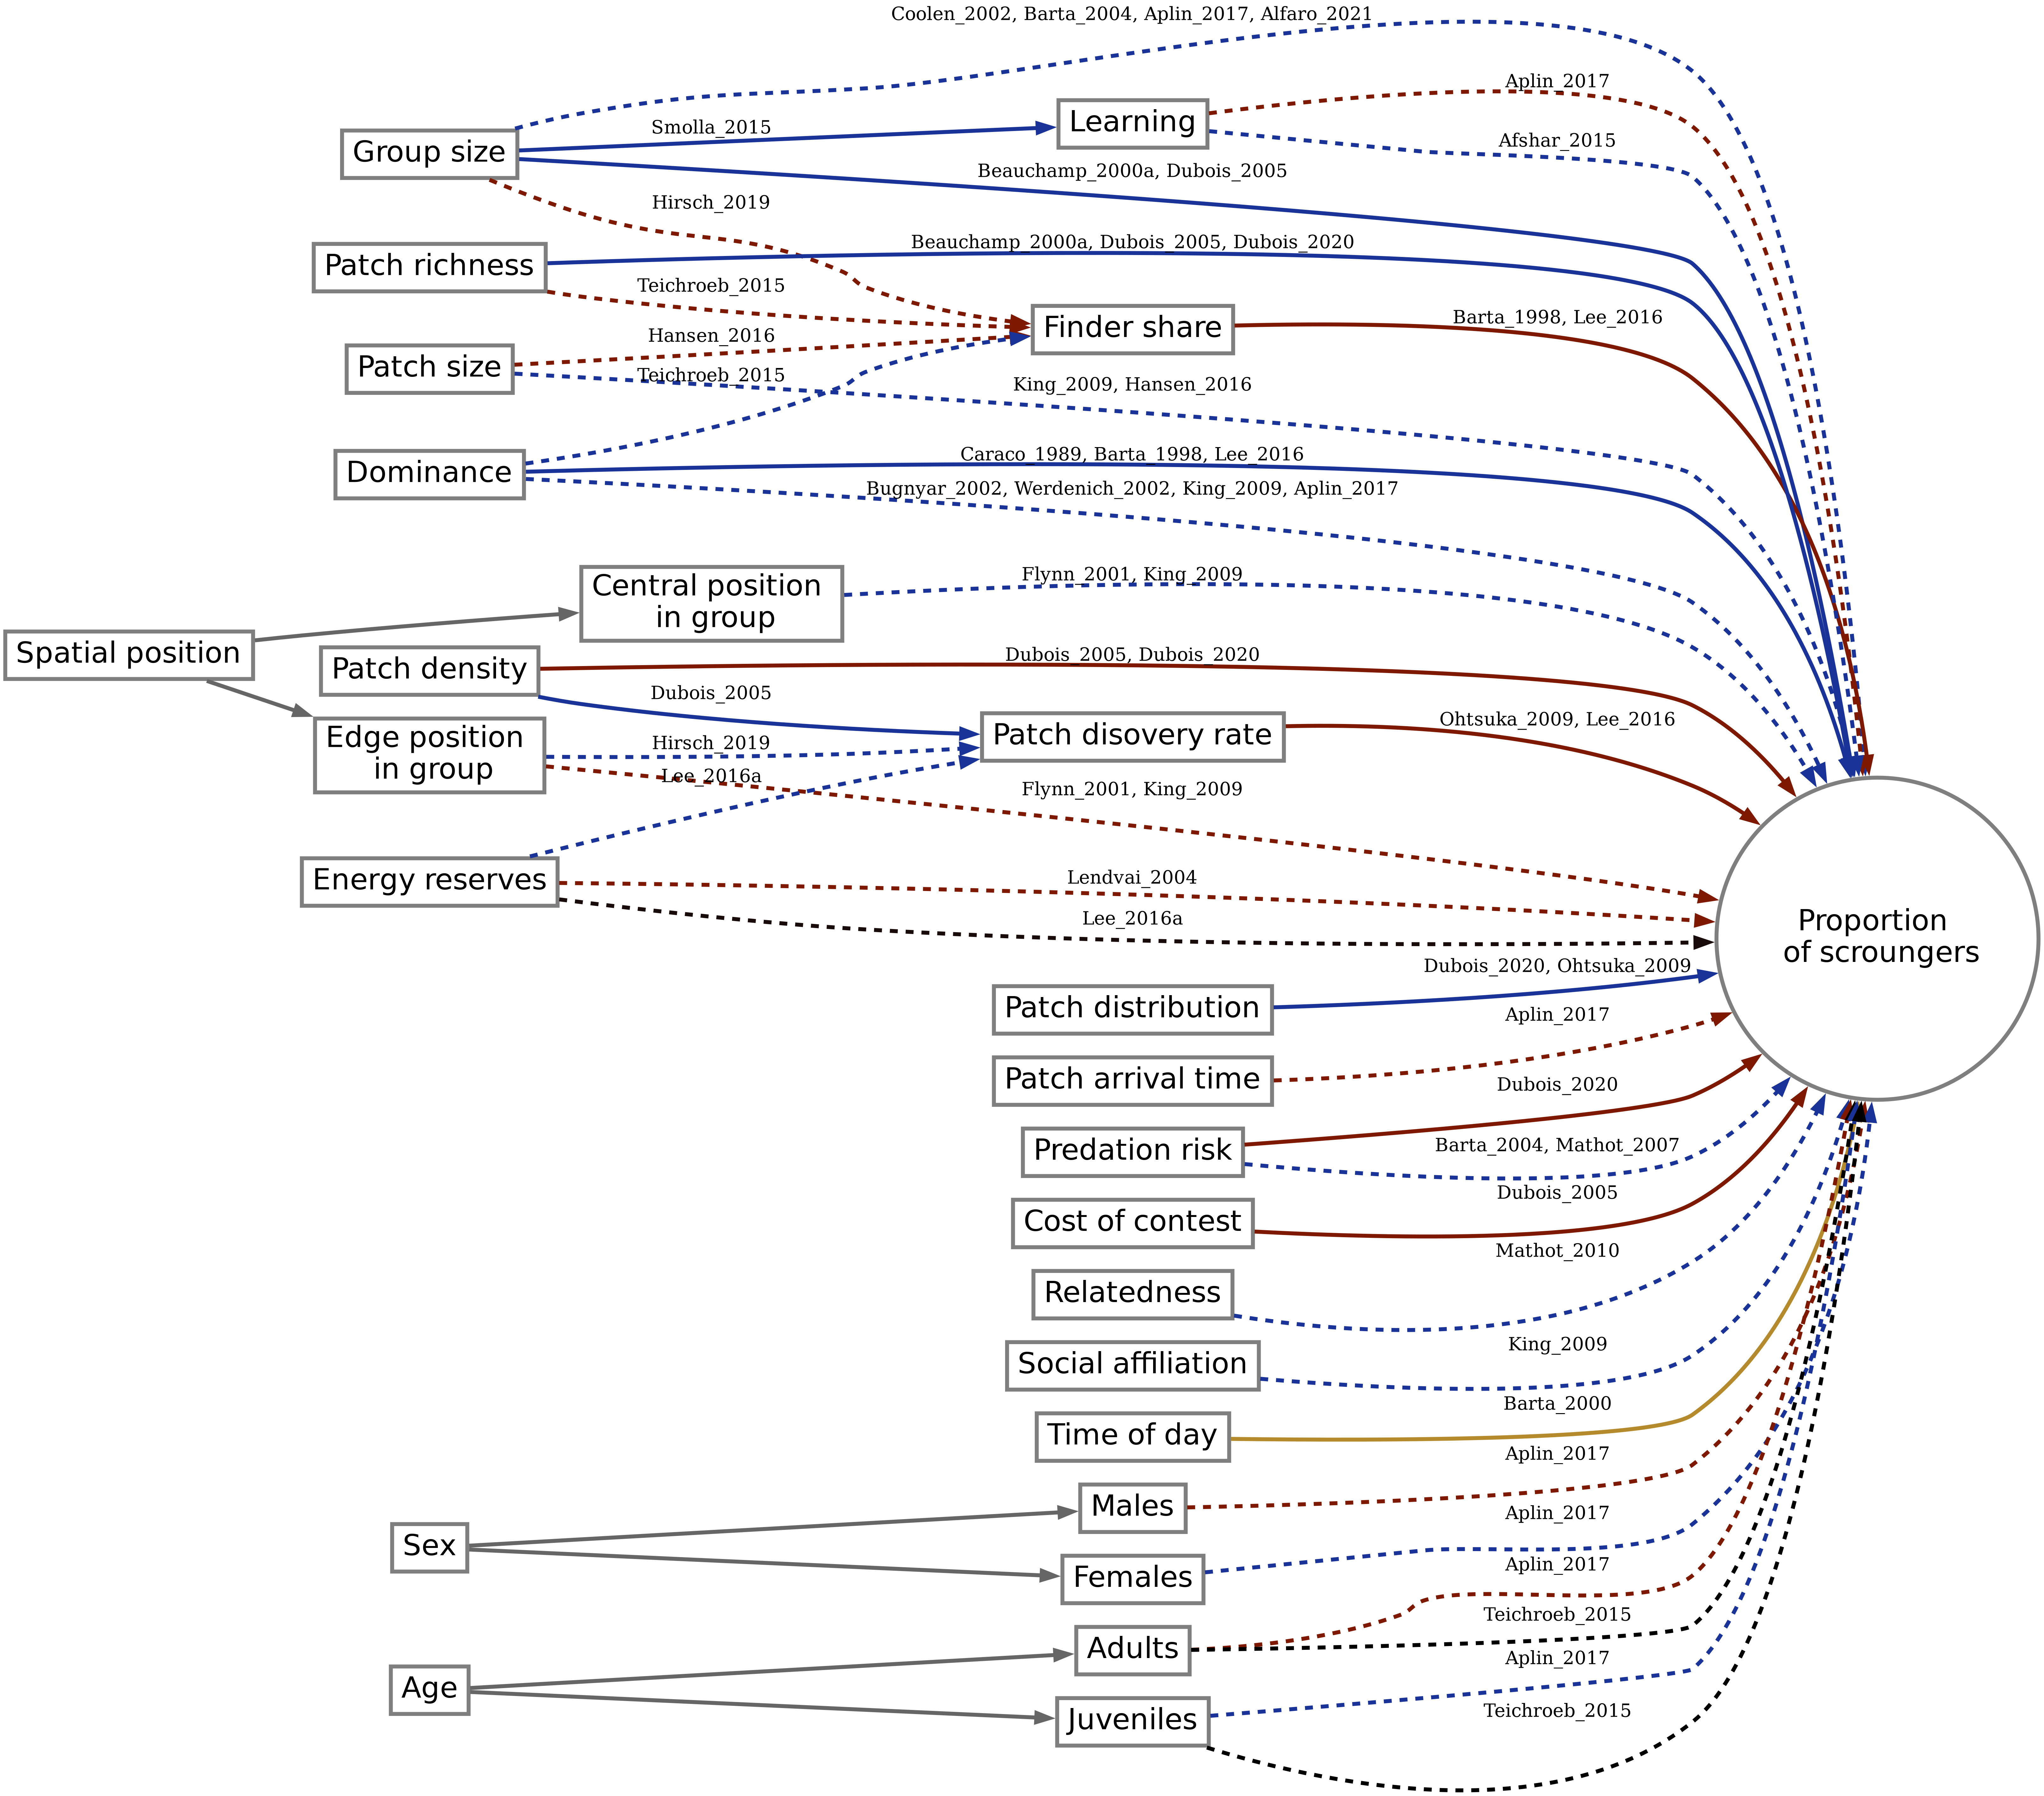 Coolen_2002, Barta_2004, Aplin_2017, Alfaro_2021
Aplin_2017
Learning
Smolla_2015
Group size
Afshar_2015
Beauchamp_2000a, Dubois_2005
Hirsch_2019
Beauchamp_2000a, Dubois_2005, Dubois_2020
Patch richness
Teichroeb_2015
Finder share
Barta_1998, Lee_2016
Hansen_2016
Patch size
Teichroeb_2015
King_2009, Hansen_2016
Caraco_1989, Barta_1998, Lee_2016
Dominance
Bugnyar_2002, Werdenich_2002, King_2009, Aplin_2017
Central position
in group
Flynn_2001, King_2009
Spatial position
Patch density
Dubois_2005, Dubois_2020
Dubois_2005
Edge position
in group
Hirsch_2019
Patch disovery rate
Ohtsuka_2009, Lee_2016
Lee_2016a
Flynn_2001, King_2009
Energy reserves
Lendvai_2004
Lee_2016a
Proportion
of scroungers
Dubois_2020, Ohtsuka_2009
Patch distribution
Aplin_2017
Patch arrival time
Dubois_2020
Predation risk
Barta_2004, Mathot_2007
Dubois_2005
Cost of contest
Mathot_2010
Relatedness
King_2009
Social affiliation
Barta_2000
Time of day
Aplin_2017
Males
Aplin_2017
Sex
Females
Aplin_2017
Teichroeb_2015
Adults
Aplin_2017
Age
Juveniles
Teichroeb_2015